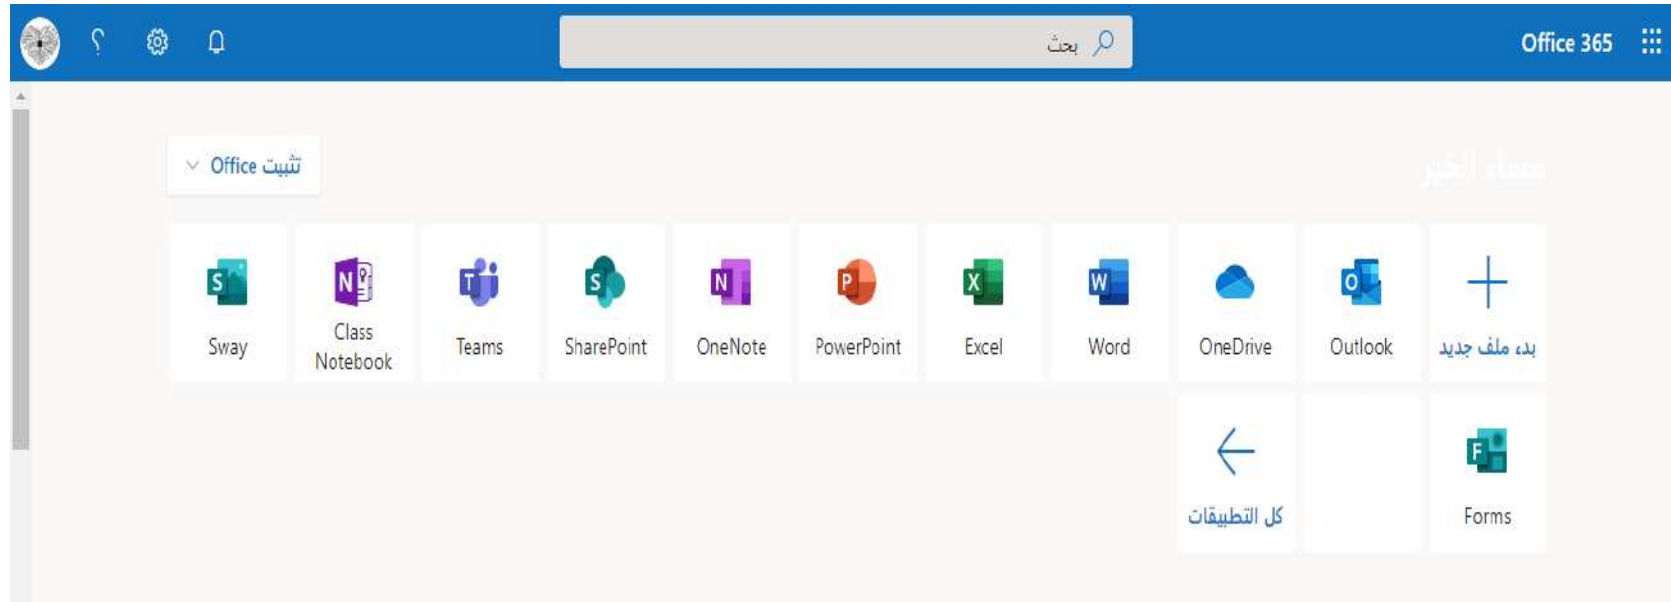 Office 365
بحث
مساء الخير
تثبيت Office
بدء ملف جديد
Outlook
OneDrive
Word
Excel
PowerPoint
OneNote
SharePoint
Teams
Class
Notebook
Sway
Forms
كل التطبيقات